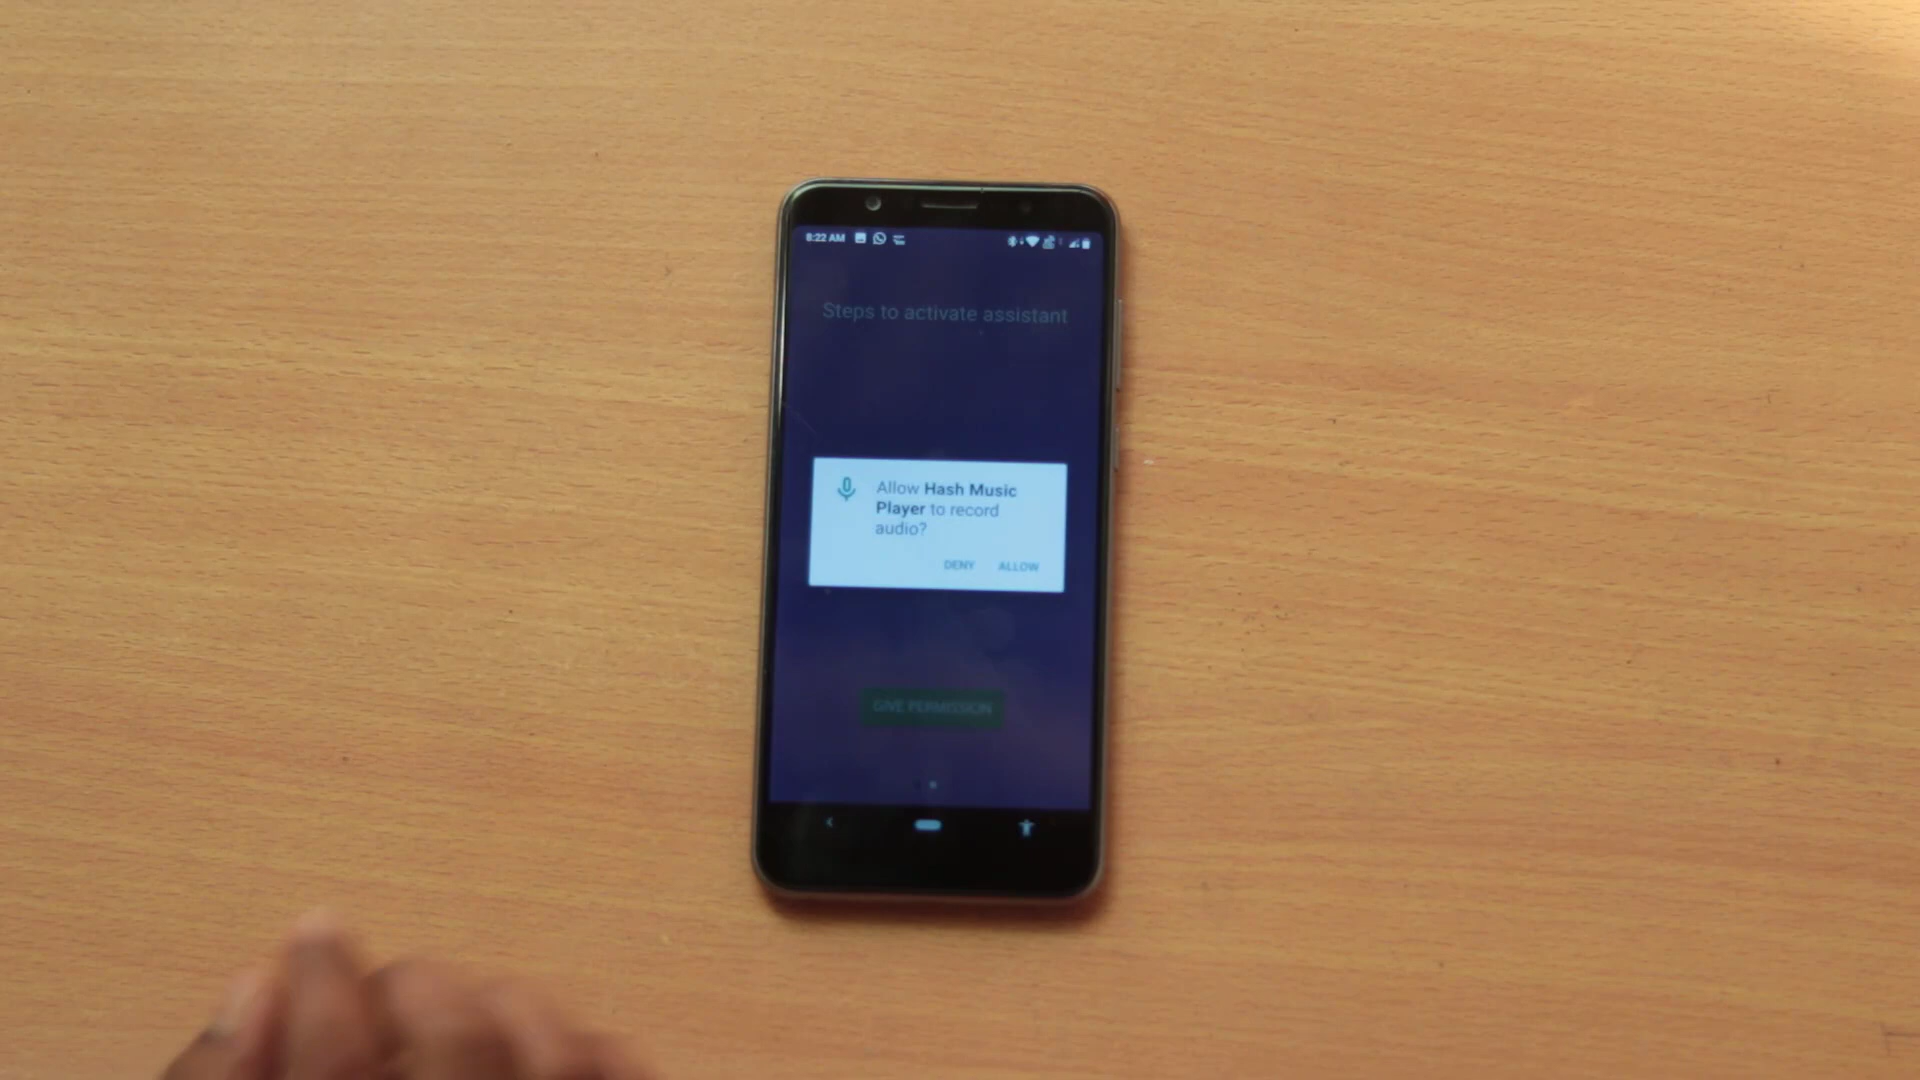 8:22 AM
Steps to activate assistant
Allow Hash Music
Player to record
audio?
DENY ALLOW
GIVE PERMISSION